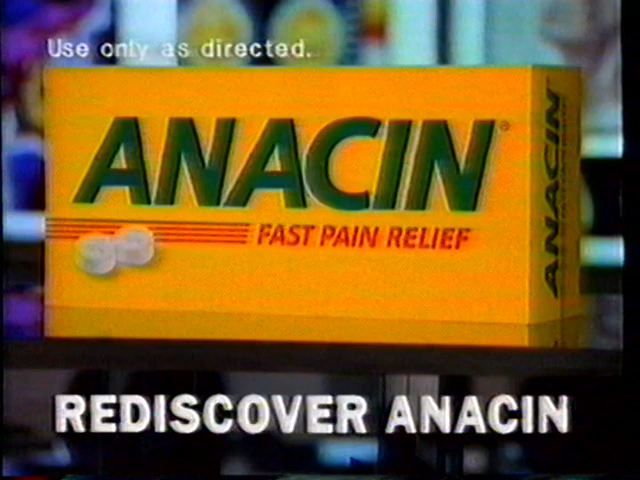 Use only as directed.
ANACIN®
FAST PAIN RELIEF
ANACIN
REDISCOVER ANACIN